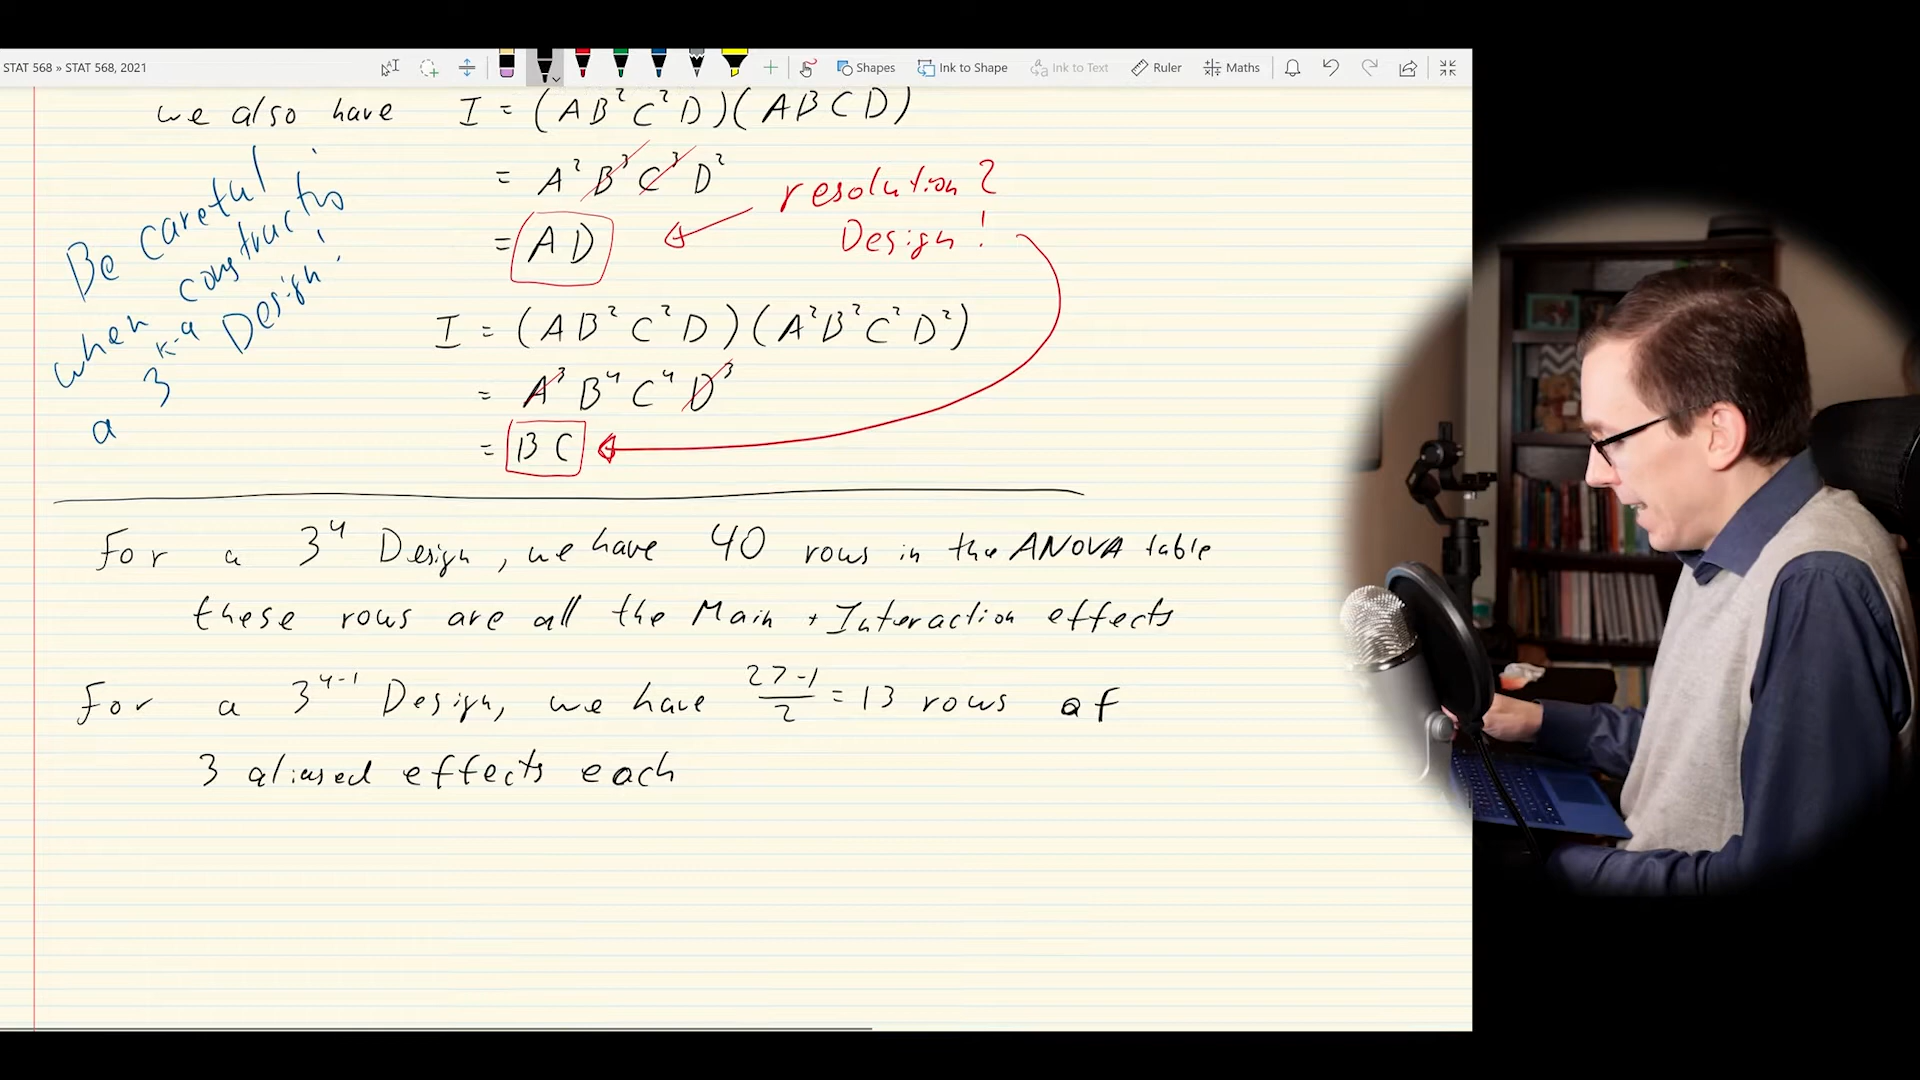 STAT 568 » STAT 568, 2021
Shapes
Ink to Shape
Ink to Text
Ruler
Maths
we also have I = (AB²C²D)(ABCD)
= A²B³C³D²
= AD
resolution 2
Design!
Be careful
when constructing
a 3^{k-q} Design!
I = (AB²C²D)(A²B²C²D²)
= A³B⁴C⁴D³
= BC
For a 3⁴ Design, we have 40 rows in the ANOVA table
these rows are all the Main + Interaction effects
For a 3^{4-1} Design, we have \frac{27-1}{2} = 13 rows of
3 aliased effects each